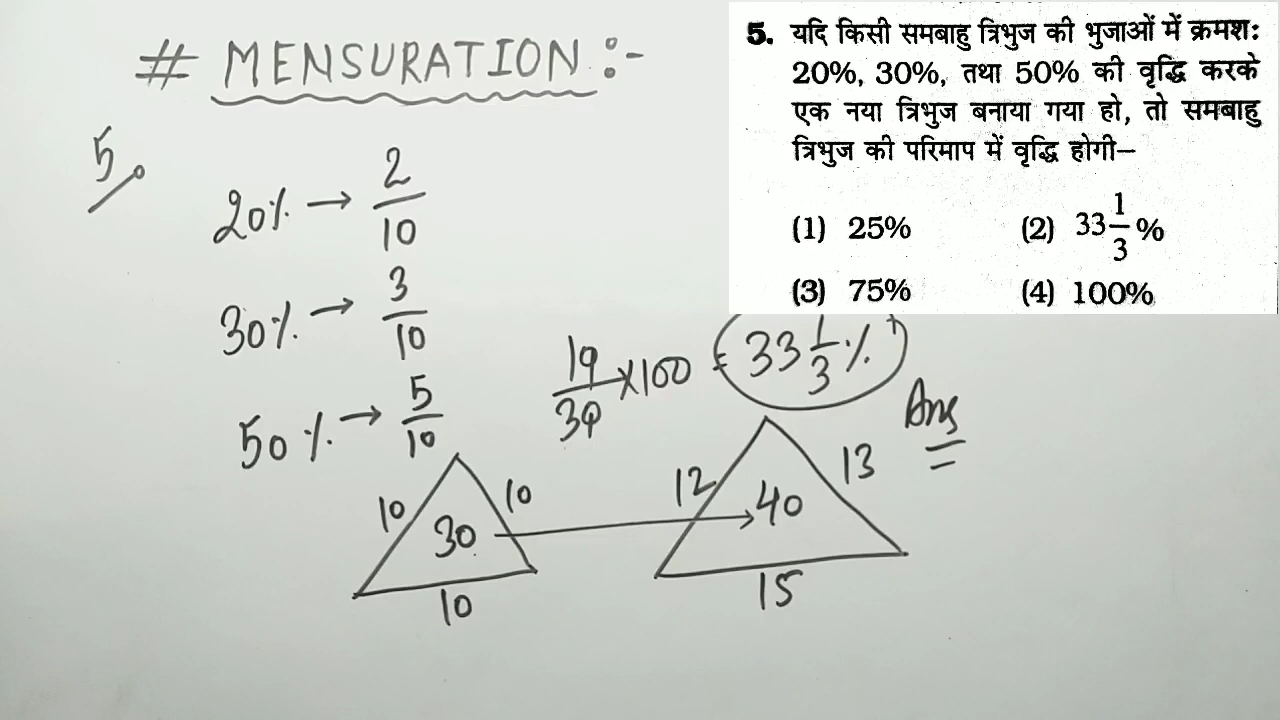 # MENSURATION :-
5.
20% → 2/10
30% → 3/10
50% → 5/10
19/30 × 100 = 33 1/3 %
Ans
10
10
30
10
12
13
40
15
5. यदि किसी समबाहु त्रिभुज की भुजाओं में क्रमश:
20%, 30%, तथा 50% की वृद्धि करके
एक नया त्रिभुज बनाया गया हो, तो समबाहु
त्रिभुज की परिमाप में वृद्धि होगी–
(1) 25% (2) 33 1/3 %
(3) 75% (4) 100%